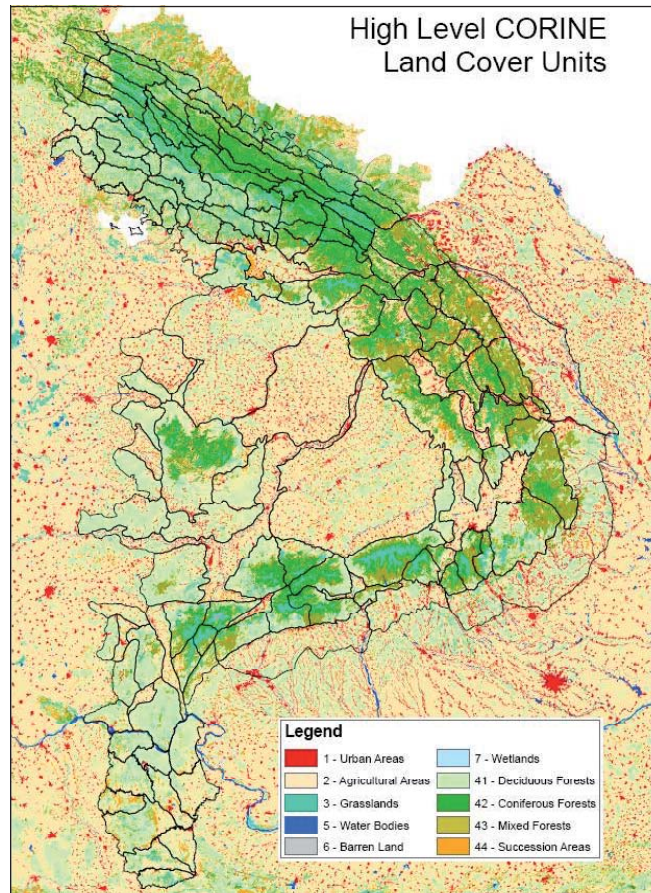 High Level CORINE
Land Cover Units
Legend
1 - Urban Areas
2 - Agricultural Areas
3 - Grasslands
5 - Water Bodies
6 - Barren Land
7 - Wetlands
41 - Deciduous Forests
42 - Coniferous Forests
43 - Mixed Forests
44 - Succession Areas